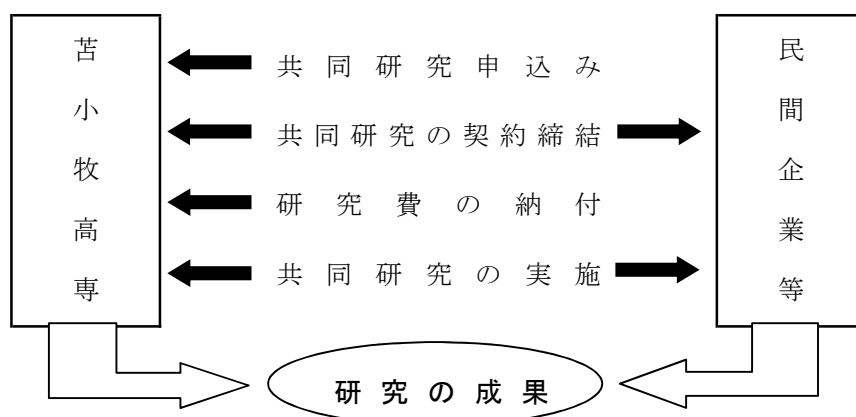 苫小牧高専
共同研究申込み
共同研究の契約締結
研究費の納付
共同研究の実施
民間企業等
研究の成果